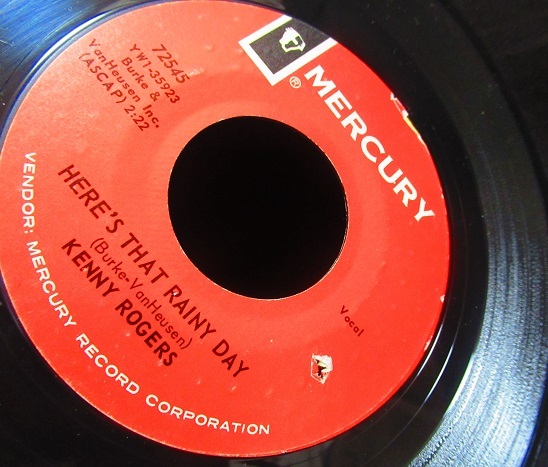 MERCURY
®
72545
YW1-35923
Burke &
VanHeusen Inc.
(ASCAP) 2:22
Vocal
HERE'S THAT RAINY DAY
(Burke-VanHeusen)
KENNY ROGERS
VENDOR: MERCURY RECORD CORPORATION